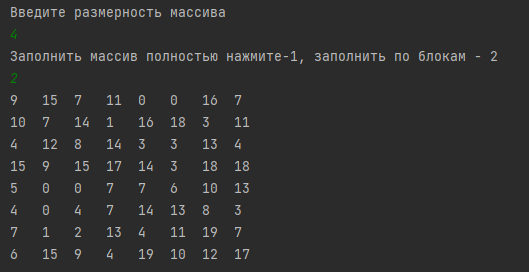 Введите размерность массива
4
Заполнить массив полностью нажмите-1, заполнить по блокам - 2
2
9 15 7 11 0 0 16 7
10 7 14 1 16 18 3 11
4 12 8 14 3 3 13 4
15 9 15 17 14 3 18 18
5 0 0 7 7 6 10 13
4 0 4 7 14 13 8 3
7 1 2 13 4 11 19 7
6 15 9 4 19 10 12 17